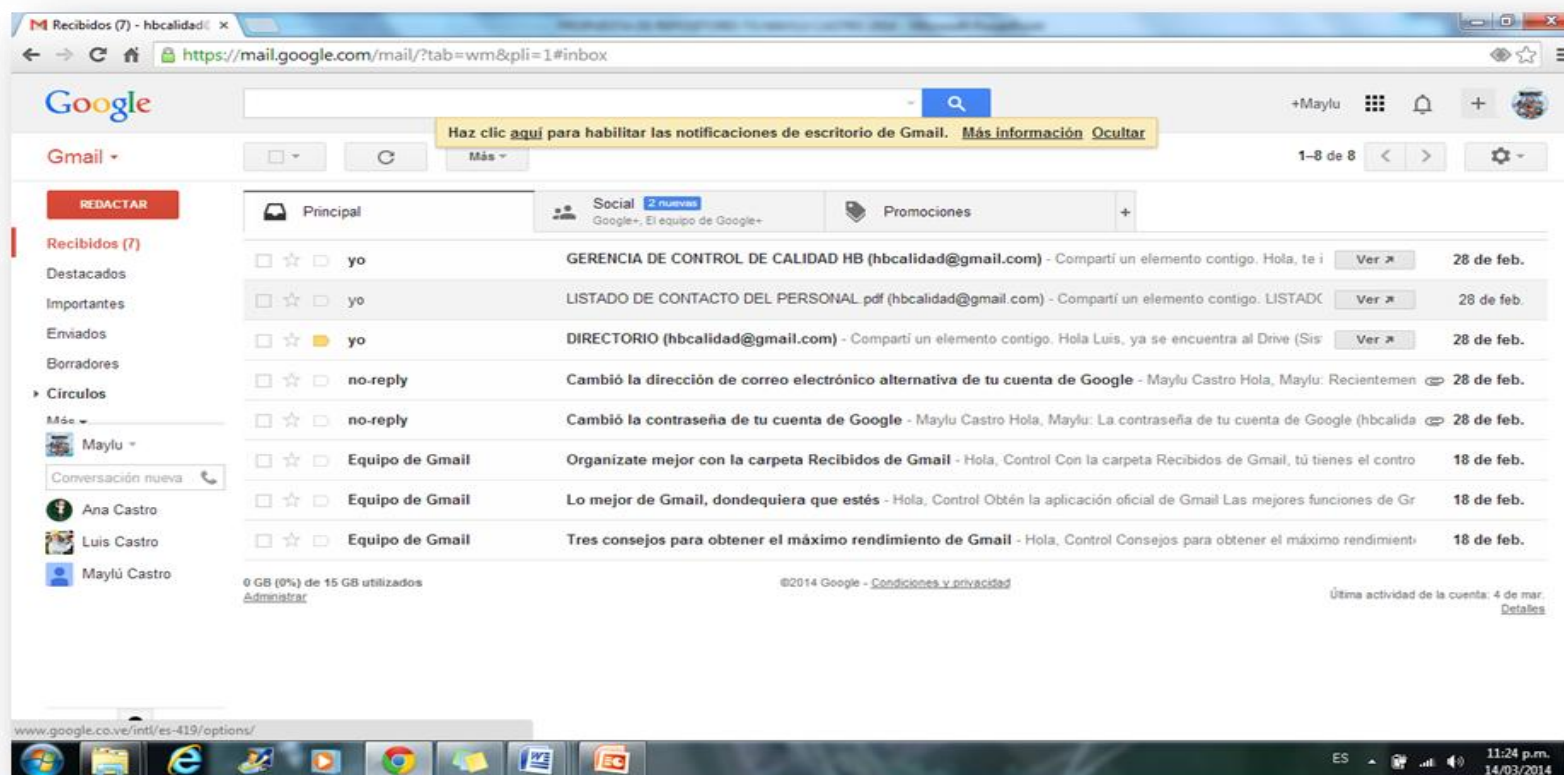 Recibidos (7) - hbcalidad
https://mail.google.com/mail/?tab=wm&pli=1#inbox
Google
+Maylu
Haz clic aquí para habilitar las notificaciones de escritorio de Gmail. Más información Ocultar
Gmail
Más
1–8 de 8
REDACTAR
Principal
Social 2 nuevas
Google+, El equipo de Google+
Promociones
+
Recibidos (7)
Destacados
Importantes
Enviados
Borradores
Círculos
Más
Maylu
Conversación nueva
Ana Castro
Luis Castro
Maylú Castro
yo GERENCIA DE CONTROL DE CALIDAD HB (hbcalidad@gmail.com) - Compartí un elemento contigo. Hola, te i Ver 28 de feb.
yo LISTADO DE CONTACTO DEL PERSONAL.pdf (hbcalidad@gmail.com) - Compartí un elemento contigo. LISTADO Ver 28 de feb.
yo DIRECTORIO (hbcalidad@gmail.com) - Compartí un elemento contigo. Hola Luis, ya se encuentra al Drive (Sis Ver 28 de feb.
no-reply Cambió la dirección de correo electrónico alternativa de tu cuenta de Google - Maylu Castro Hola, Maylu: Recientemen 28 de feb.
no-reply Cambió la contraseña de tu cuenta de Google - Maylu Castro Hola, Maylu: La contraseña de tu cuenta de Google (hbcalida 28 de feb.
Equipo de Gmail Organízate mejor con la carpeta Recibidos de Gmail - Hola, Control Con la carpeta Recibidos de Gmail, tú tienes el contro 18 de feb.
Equipo de Gmail Lo mejor de Gmail, dondequiera que estés - Hola, Control Obtén la aplicación oficial de Gmail Las mejores funciones de Gr 18 de feb.
Equipo de Gmail Tres consejos para obtener el máximo rendimiento de Gmail - Hola, Control Consejos para obtener el máximo rendimient 18 de feb.
0 GB (0%) de 15 GB utilizados
Administrar
©2014 Google - Condiciones y privacidad
Última actividad de la cuenta: 4 de mar.
Detalles
www.google.co.ve/intl/es-419/options/
ES
11:24 p.m.
14/03/2014